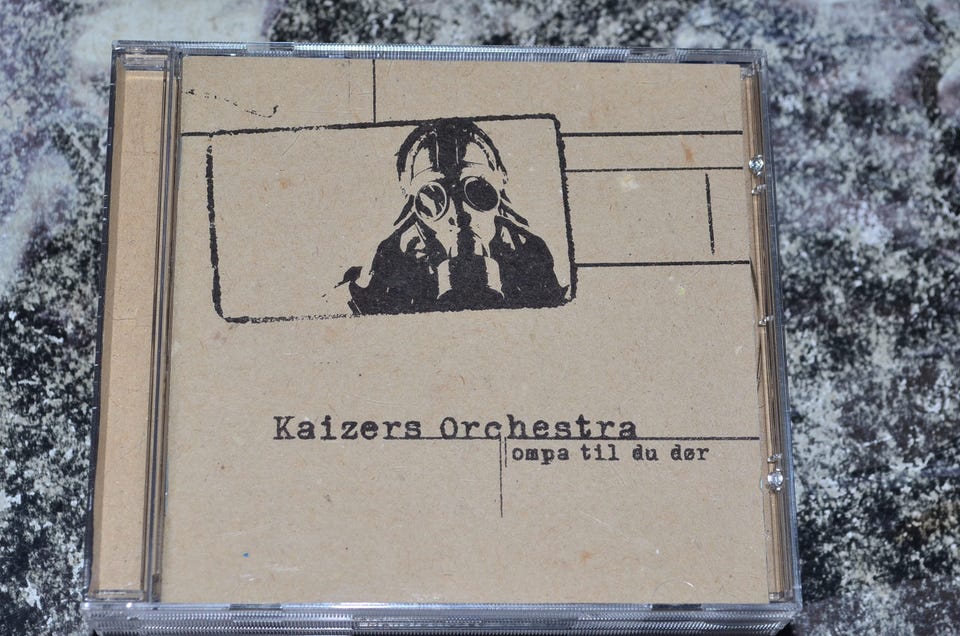 Kaizers Orchestra
ompa til du dør